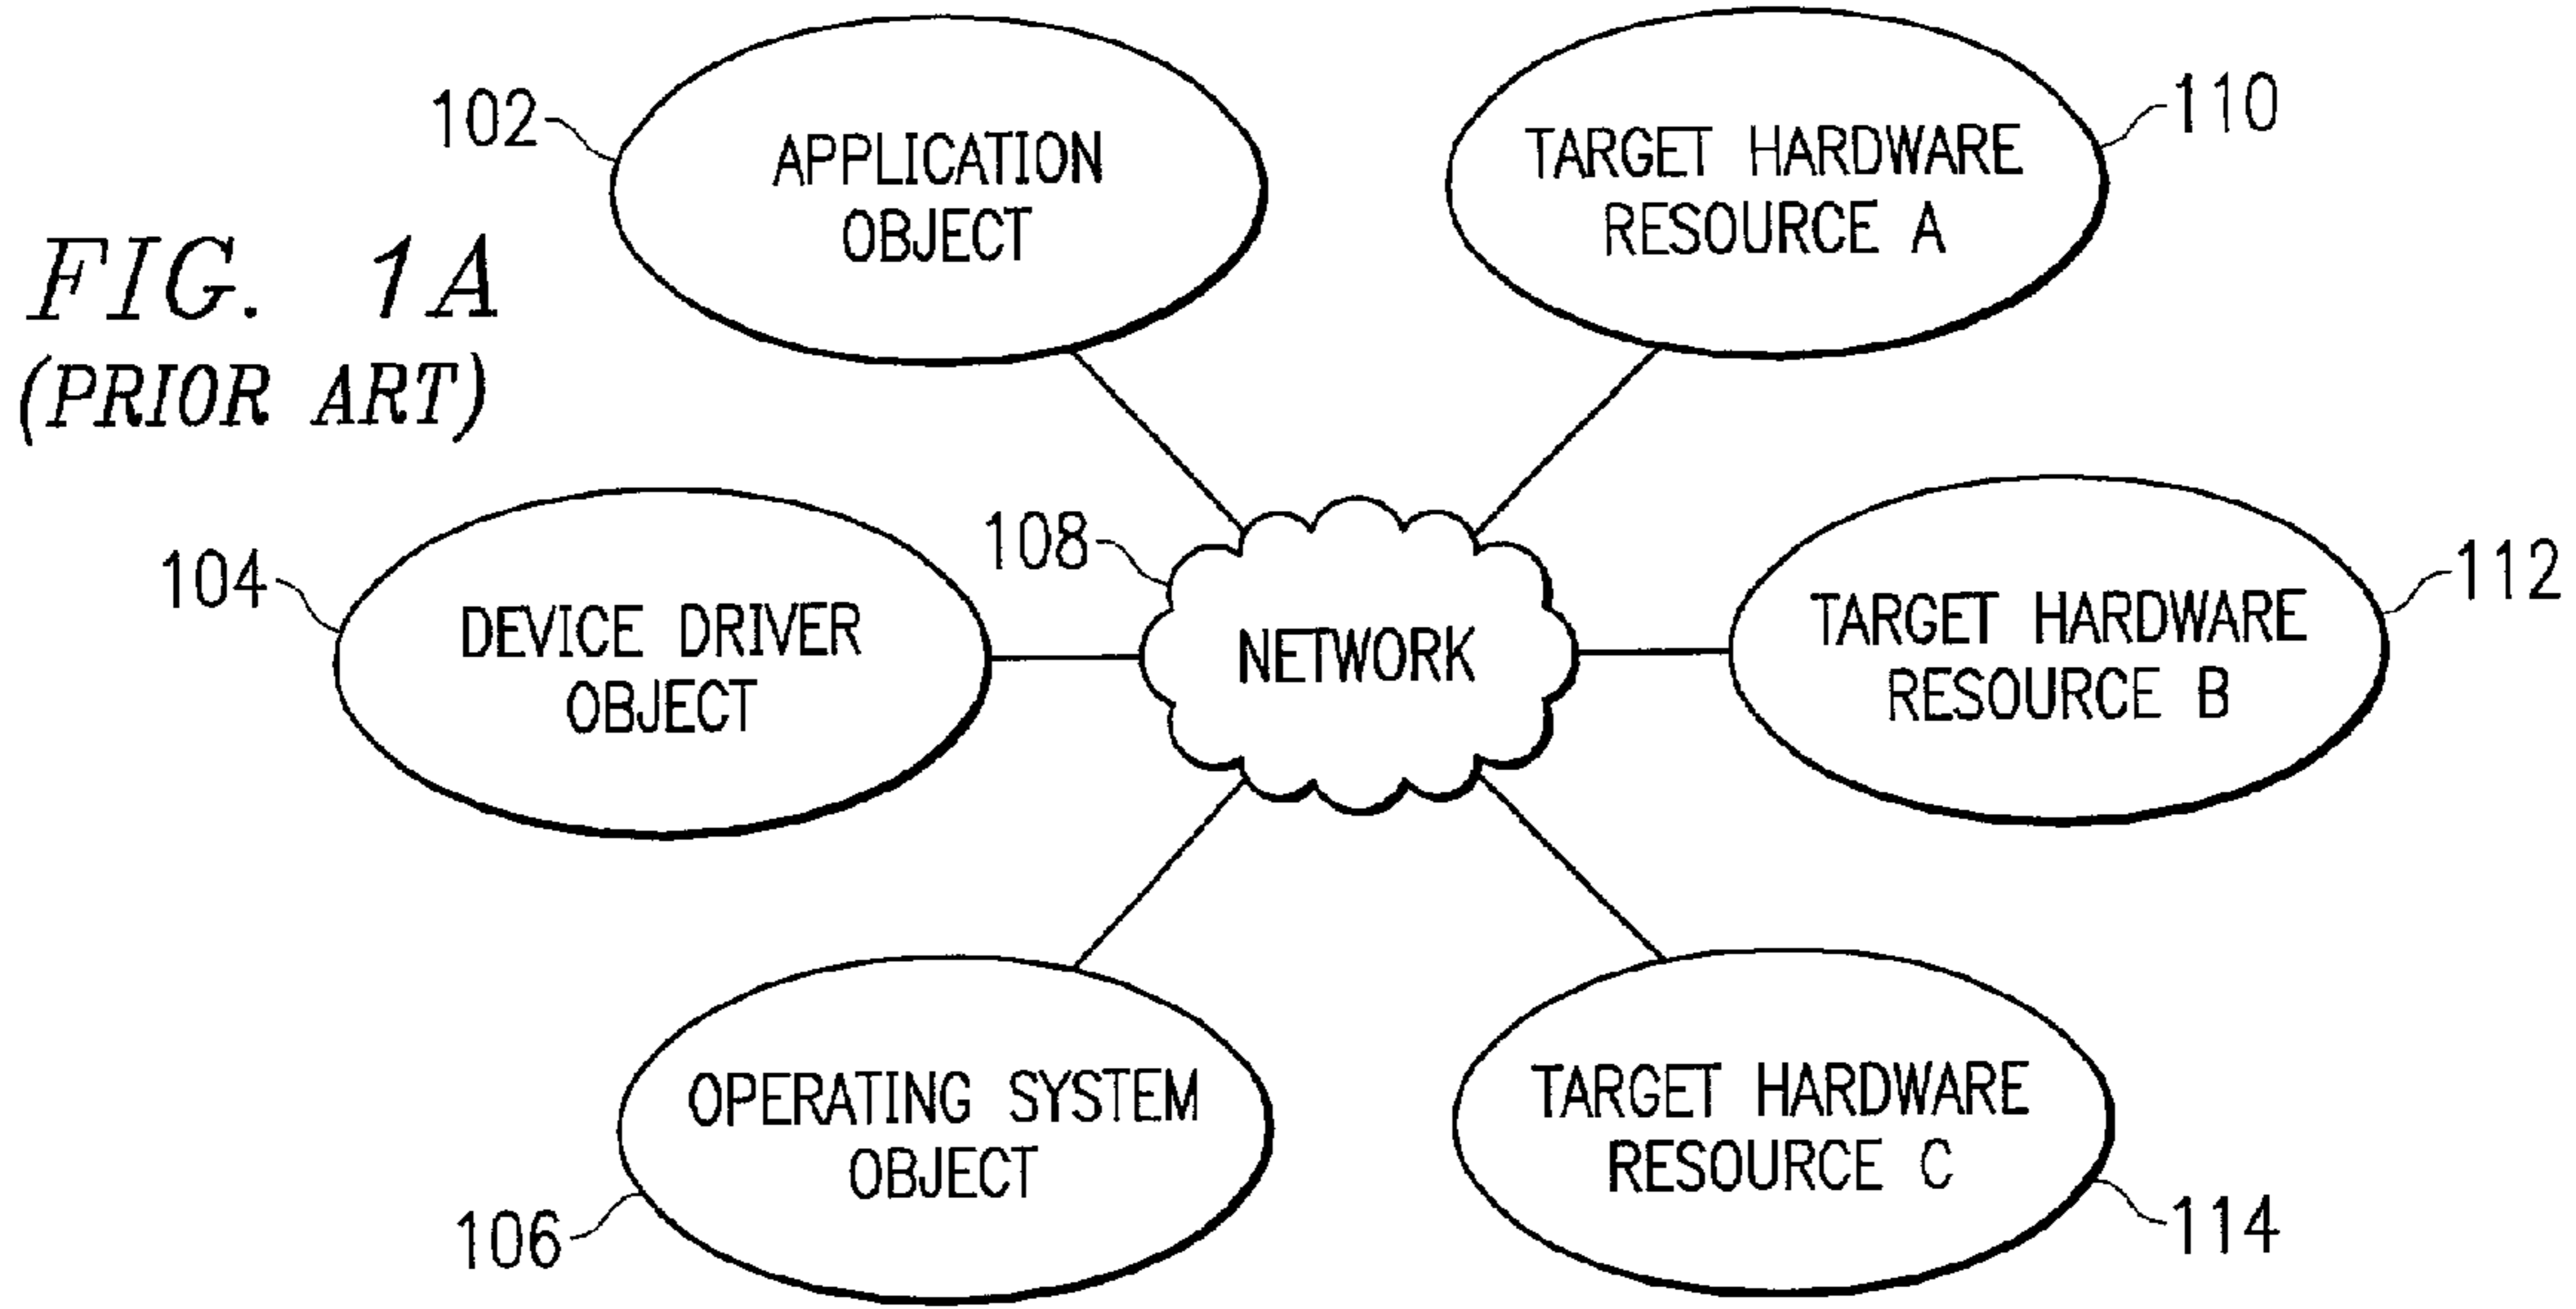 FIG. 1A
(PRIOR ART)
102
APPLICATION
OBJECT
110
TARGET HARDWARE
RESOURCE A
104
DEVICE DRIVER
OBJECT
108
NETWORK
112
TARGET HARDWARE
RESOURCE B
106
OPERATING SYSTEM
OBJECT
114
TARGET HARDWARE
RESOURCE C